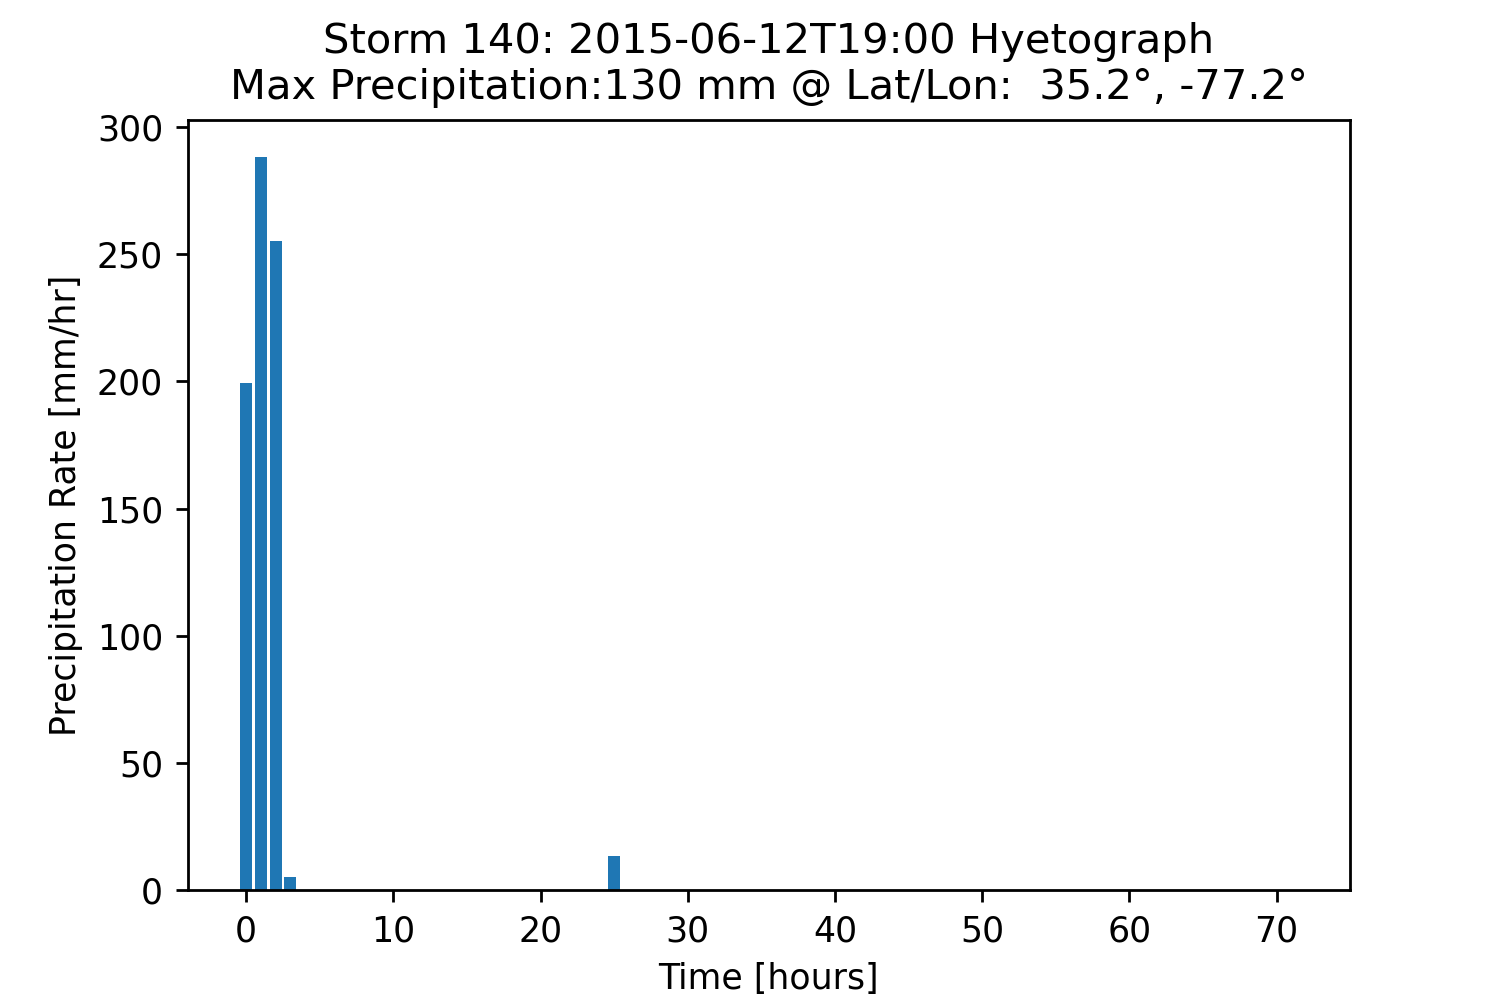 Storm 140: 2015-06-12T19:00 Hyetograph
Max Precipitation:130 mm @ Lat/Lon:  35.2°, -77.2°
Precipitation Rate [mm/hr]
300
250
200
150
100
50
0
0 10 20 30 40 50 60 70
Time [hours]